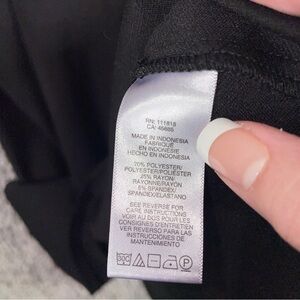 RN: 111818
CA: 46685
MADE IN INDONESIA
FABRIQUÉ
EN INDONÉSIE
HECHO EN INDONESIA
70% POLYESTER/
POLYESTER/POLIÉSTER
25% RAYON/
RAYONNE/RAYÓN
5% SPANDEX/
SPANDEX/ELASTANO
SEE REVERSE FOR
CARE INSTRUCTIONS
VOIR AU DOS POUR LES
CONSIGNES D'ENTRETIEN
VER REVERSO PARA LAS
INSTRUCCIONES DE
MANTENIMIENTO
P